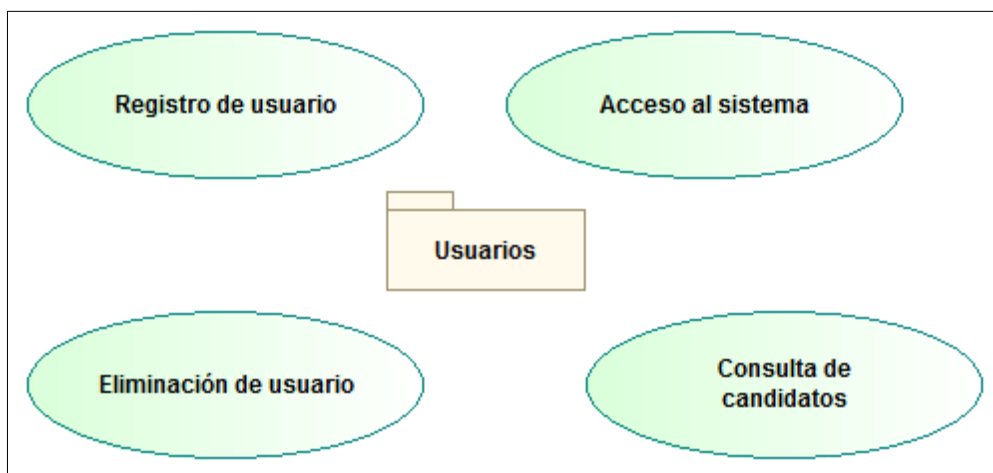 Registro de usuario
Acceso al sistema
Usuarios
Eliminación de usuario
Consulta de
candidatos